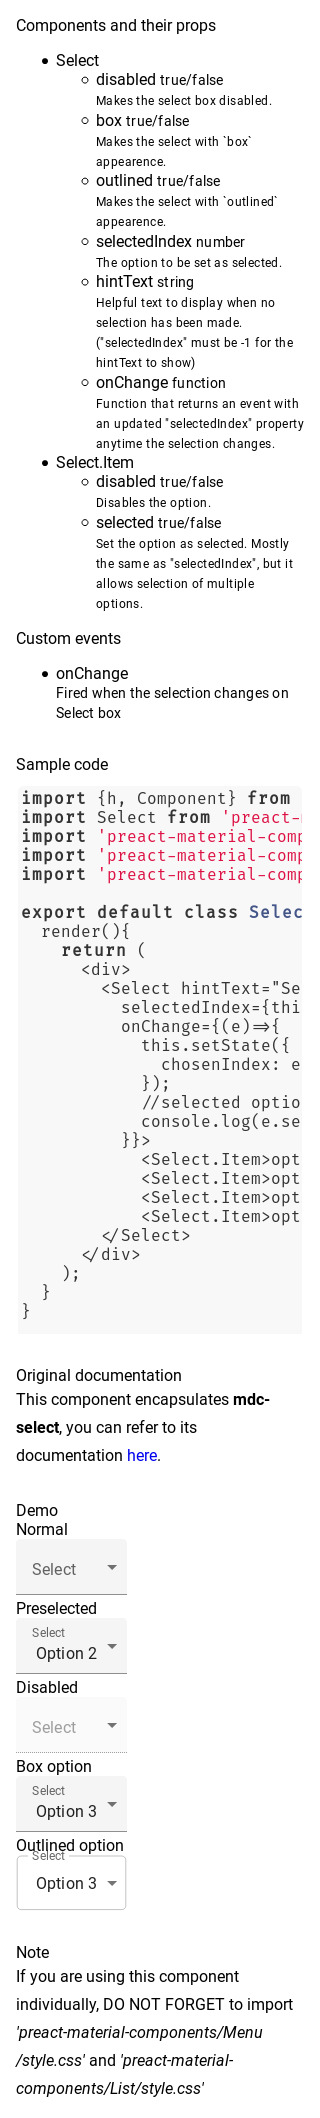 Components and their props
Select
disabled true/false
Makes the select box disabled.
box true/false
Makes the select with `box`
appearence.
outlined true/false
Makes the select with `outlined`
appearence.
selectedIndex number
The option to be set as selected.
hintText string
Helpful text to display when no
selection has been made.
("selectedIndex" must be -1 for the
hintText to show)
onChange function
Function that returns an event with
an updated "selectedIndex" property
anytime the selection changes.
Select.Item
disabled true/false
Disables the option.
selected true/false
Set the option as selected. Mostly
the same as "selectedIndex", but it
allows selection of multiple
options.
Custom events
onChange
Fired when the selection changes on
Select box
Sample code
import {h, Component} from
import Select from 'preact-
import 'preact-material-comp
import 'preact-material-comp
import 'preact-material-comp
export default class Selec
render(){
return (
<div>
<Select hintText="Se
selectedIndex={thi
onChange={(e)=>{
this.setState({
chosenIndex: e
});
//selected optio
console.log(e.se
}}>
<Select.Item>opt
<Select.Item>opt
<Select.Item>opt
<Select.Item>opt
</Select>
</div>
);
}
}
Original documentation
This component encapsulates mdc-
select, you can refer to its
documentation here.
Demo
Normal
Select
Preselected
Select
Option 2
Disabled
Select
Box option
Select
Option 3
Outlined option
Select
Option 3
Note
If you are using this component
individually, DO NOT FORGET to import
'preact-material-components/Menu
/style.css' and 'preact-material-
components/List/style.css'